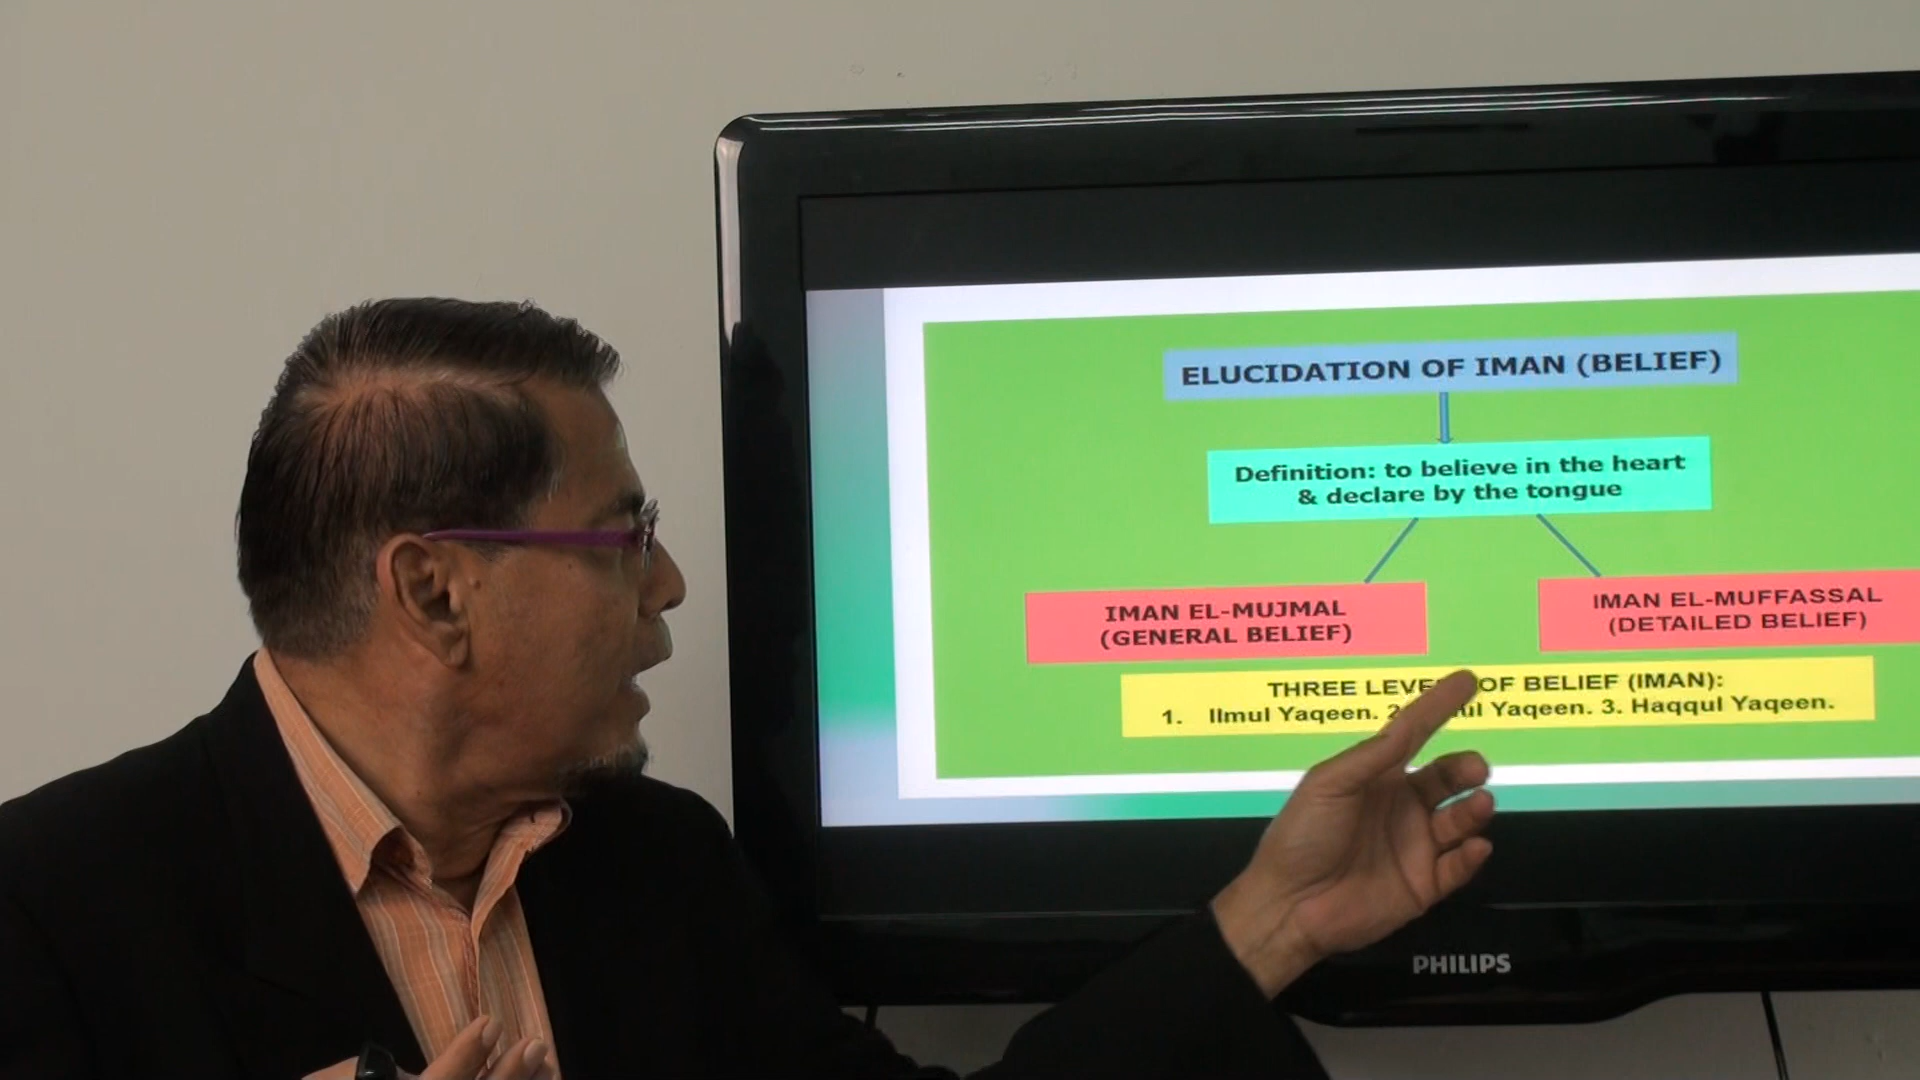 ELUCIDATION OF IMAN (BELIEF)
Definition: to believe in the heart
& declare by the tongue
IMAN EL-MUJMAL
(GENERAL BELIEF)
IMAN EL-MUFFASSAL
(DETAILED BELIEF)
THREE OF BELIEF (IMAN):
1. Ilmul Yaqeen. 2 Yaqeen. 3. Haqqul Yaqeen.
PHILIPS